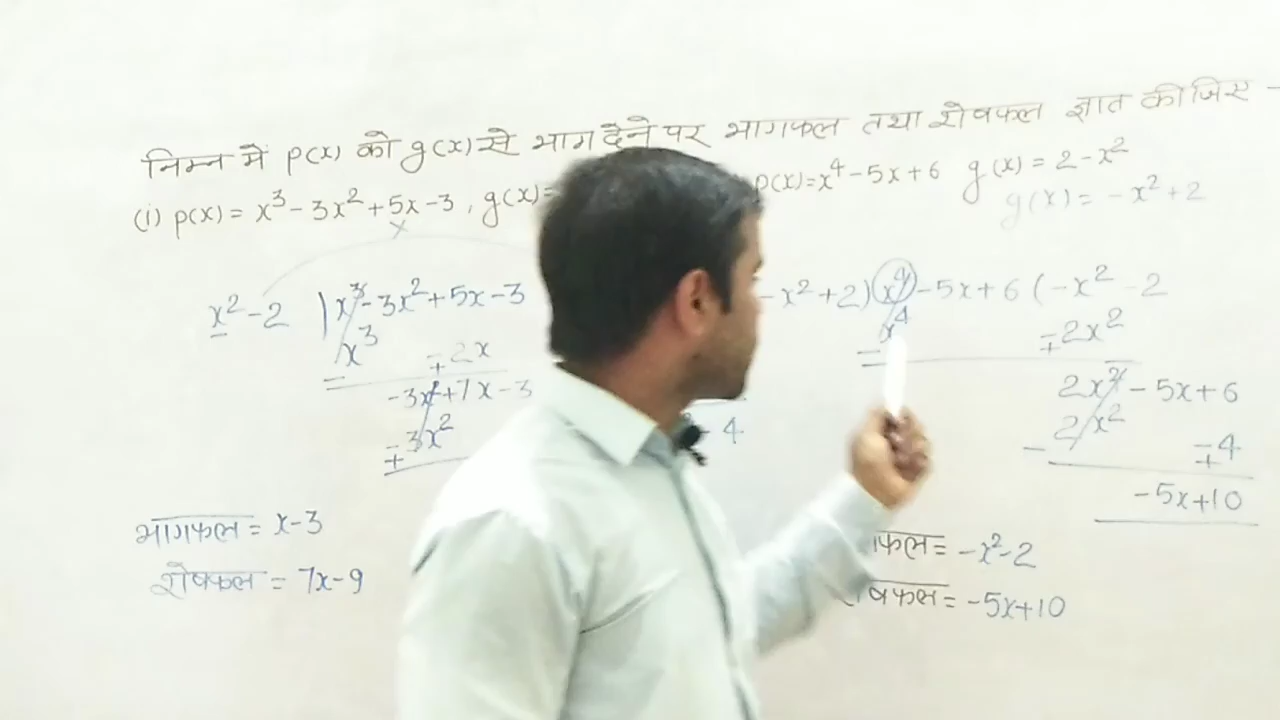 निम्न में p(x) को g(x) से भाग देने पर भागफल तथा शेषफल ज्ञात कीजिए -
(i) p(x) = x³ - 3x² + 5x - 3 , g(x) =
p(x) = x⁴ - 5x + 6 g(x) = 2 - x²
g(x) = - x² + 2
x² - 2 ) x³ - 3x² + 5x - 3
x³
∓ 2x
-3x² + 7x - 3
-3x²
भागफल = x - 3
शेषफल = 7x - 9
- x² + 2 ) x⁴ - 5x + 6 ( -x² - 2
x⁴ ∓ 2x²
2x² - 5x + 6
2x² ∓ 4
-5x + 10
4
= -x² - 2
= -5x + 10